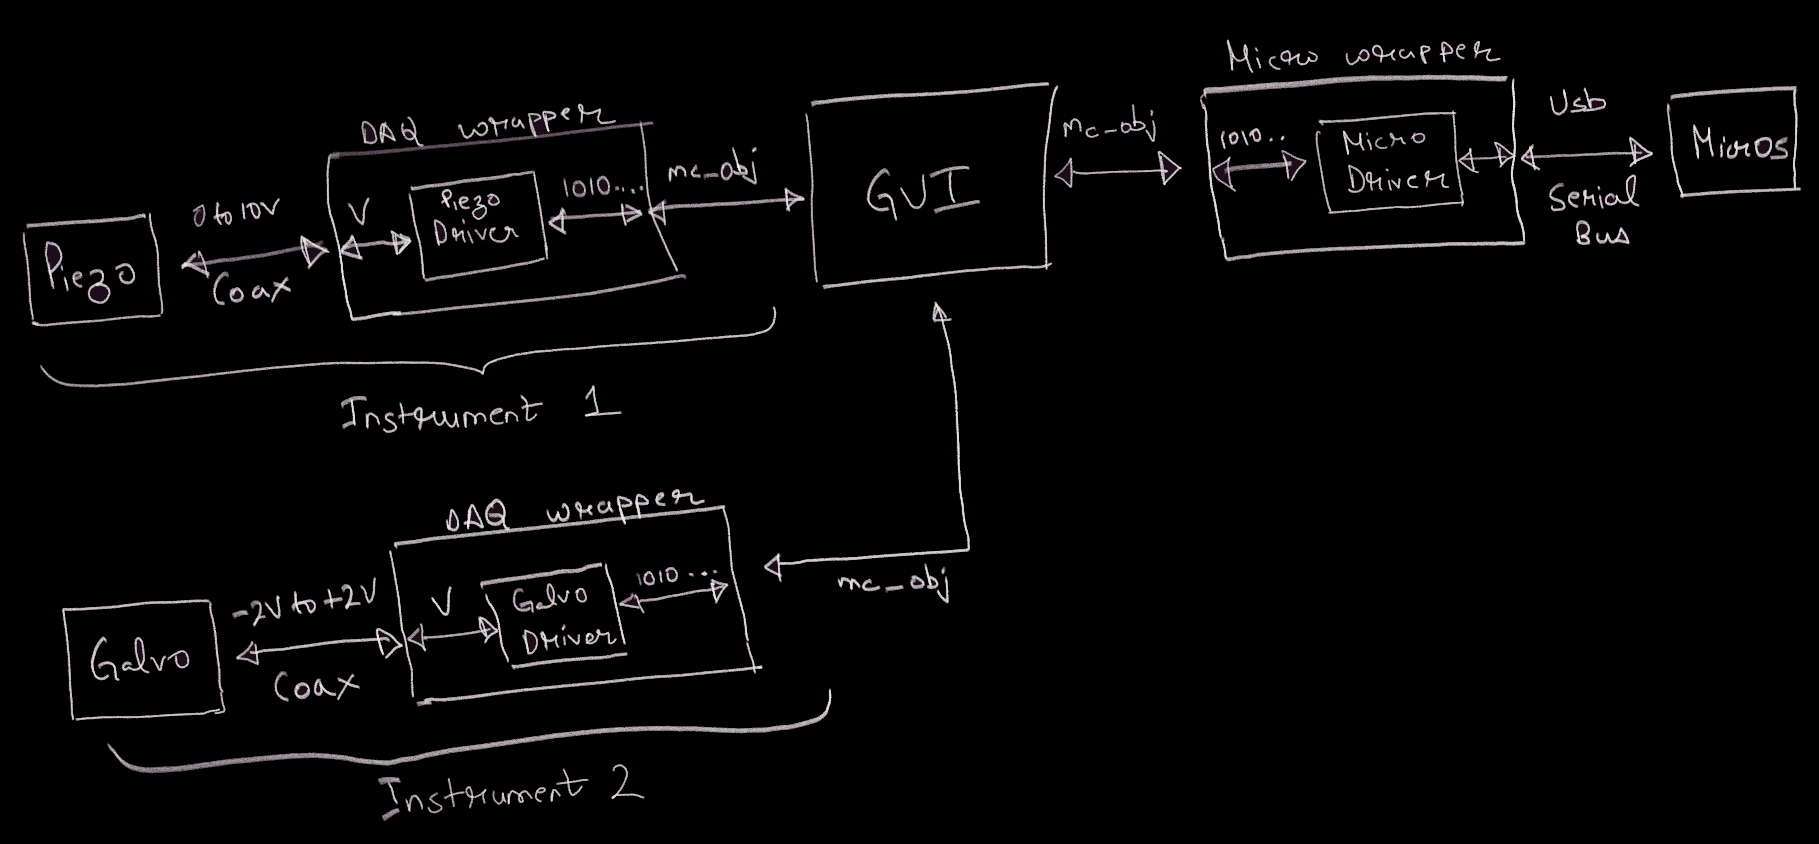 Micro wrapper
DAQ wrapper
mc_obj
Usb
1010..
Micro
Driver
Micros
Serial
Bus
mc_obj
GUI
0 to 10V
V
Piezo
Driver
1010....
Piezo
Coax
Instrument 1
DAQ wrapper
mc_obj
-2V to +2V
V
Galvo
Driver
1010...
Galvo
Coax
Instrument 2